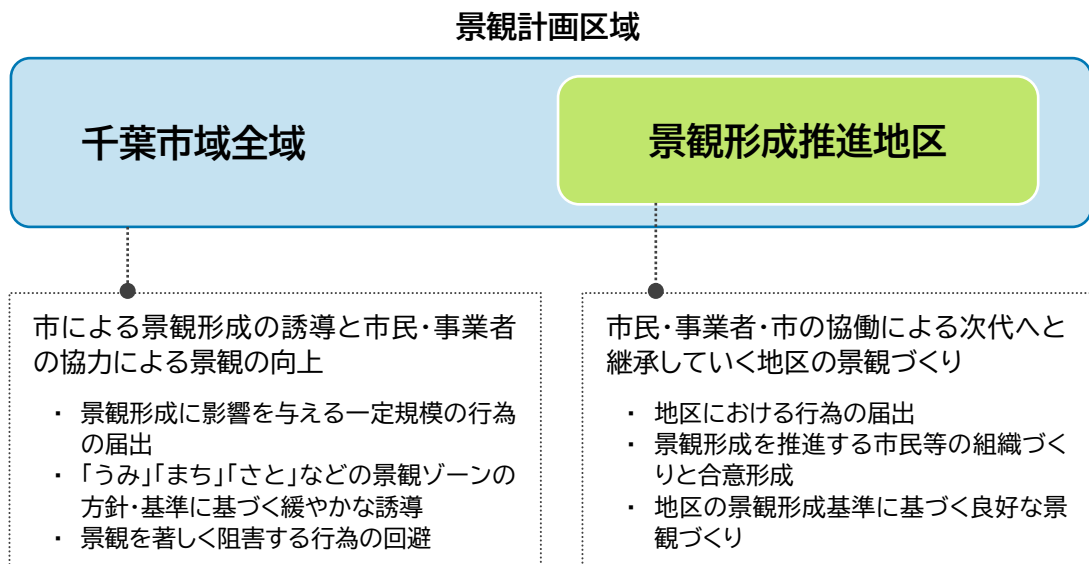 景観計画区域
千葉市域全域
景観形成推進地区
市による景観形成の誘導と市民・事業者
の協力による景観の向上
・ 景観形成に影響を与える一定規模の行為
の届出
・ 「うみ」「まち」「さと」などの景観ゾーンの
方針・基準に基づく緩やかな誘導
・ 景観を著しく阻害する行為の回避
市民・事業者・市の協働による次代へと
継承していく地区の景観づくり
・ 地区における行為の届出
・ 景観形成を推進する市民等の組織づく
りと合意形成
・ 地区の景観形成基準に基づく良好な景
観づくり